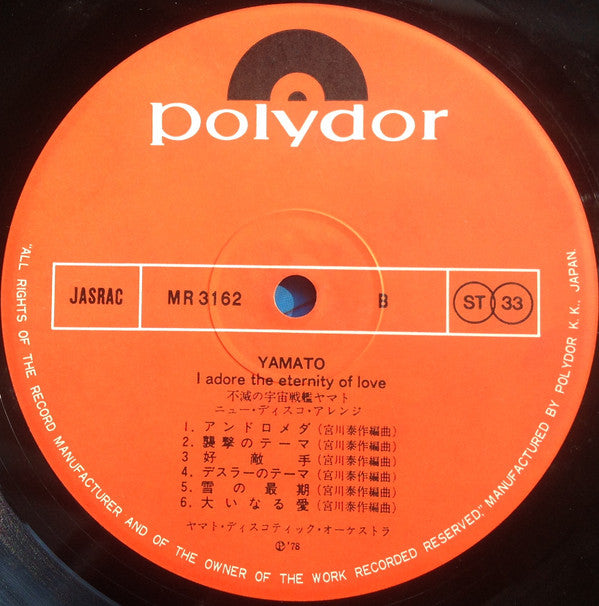 polydor
JASRAC
MR 3162
B
ST 33
YAMATO
I adore the eternity of love
不滅の宇宙戦艦ヤマト
ニュー・ディスコ・アレンジ
1. アンドロメダ (宮川泰作編曲)
2. 襲撃のテーマ (宮川泰作編曲)
3 好敵手 (宮川泰作編曲)
4. デスラーのテーマ (宮川泰作編曲)
5. 雪の最期 (宮川泰作編曲)
6. 大いなる愛 (宮川泰作編曲)
ヤマト・ディスコティック・オーケストラ
Ⓟ'78
"ALL RIGHTS OF THE RECORD MANUFACTURER AND OF THE OWNER OF THE WORK RECORDED RESERVED." MANUFACTURED BY POLYDOR K. K., JAPAN.